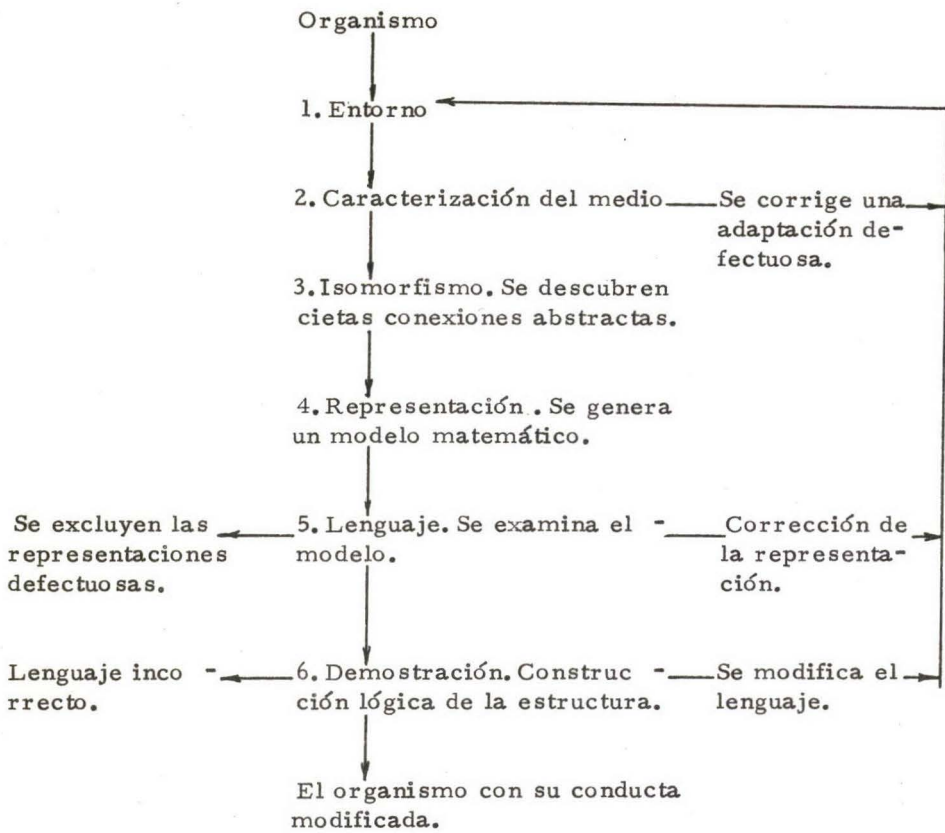 Organismo
1. Entorno
2. Caracterización del medio
Se corrige una
adaptación de-
fectuosa.
3. Isomorfismo. Se descubren
cietas conexiones abstractas.
4. Representación . Se genera
un modelo matemático.
Se excluyen las
representaciones
defectuosas.
5. Lenguaje. Se examina el -
modelo.
Corrección de
la representa-
ción.
Lenguaje inco -
rrecto.
6. Demostración. Construc -
ción lógica de la estructura.
Se modifica el
lenguaje.
El organismo con su conducta
modificada.